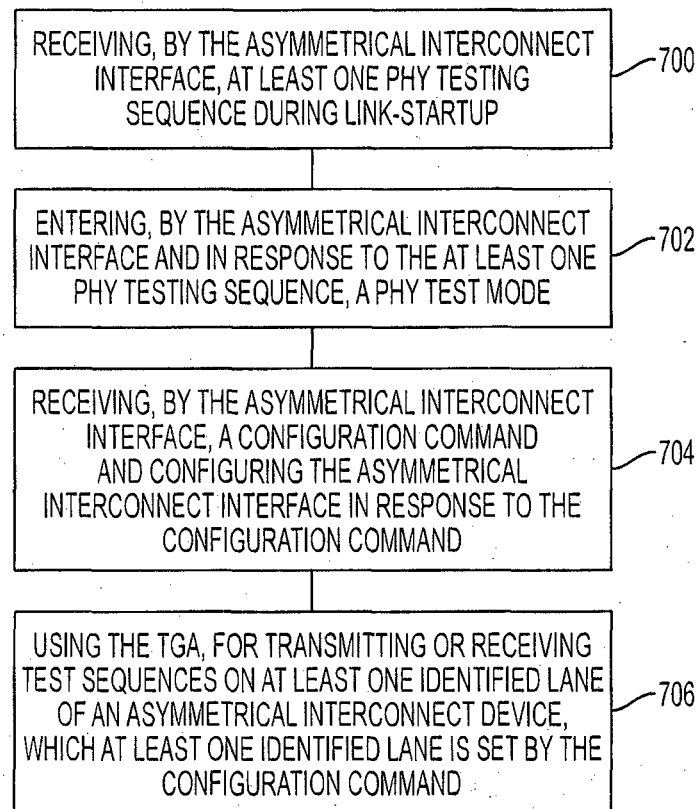 RECEIVING, BY THE ASYMMETRICAL INTERCONNECT
INTERFACE, AT LEAST ONE PHY TESTING
SEQUENCE DURING LINK-STARTUP
700
ENTERING, BY THE ASYMMETRICAL INTERCONNECT
INTERFACE AND IN RESPONSE TO THE AT LEAST ONE
PHY TESTING SEQUENCE, A PHY TEST MODE
702
RECEIVING, BY THE ASYMMETRICAL INTERCONNECT
INTERFACE, A CONFIGURATION COMMAND
AND CONFIGURING THE ASYMMETRICAL
INTERCONNECT INTERFACE IN RESPONSE TO THE
CONFIGURATION COMMAND
704
USING THE TGA, FOR TRANSMITTING OR RECEIVING
TEST SEQUENCES ON AT LEAST ONE IDENTIFIED LANE
OF AN ASYMMETRICAL INTERCONNECT DEVICE,
WHICH AT LEAST ONE IDENTIFIED LANE IS SET BY THE
CONFIGURATION COMMAND
706